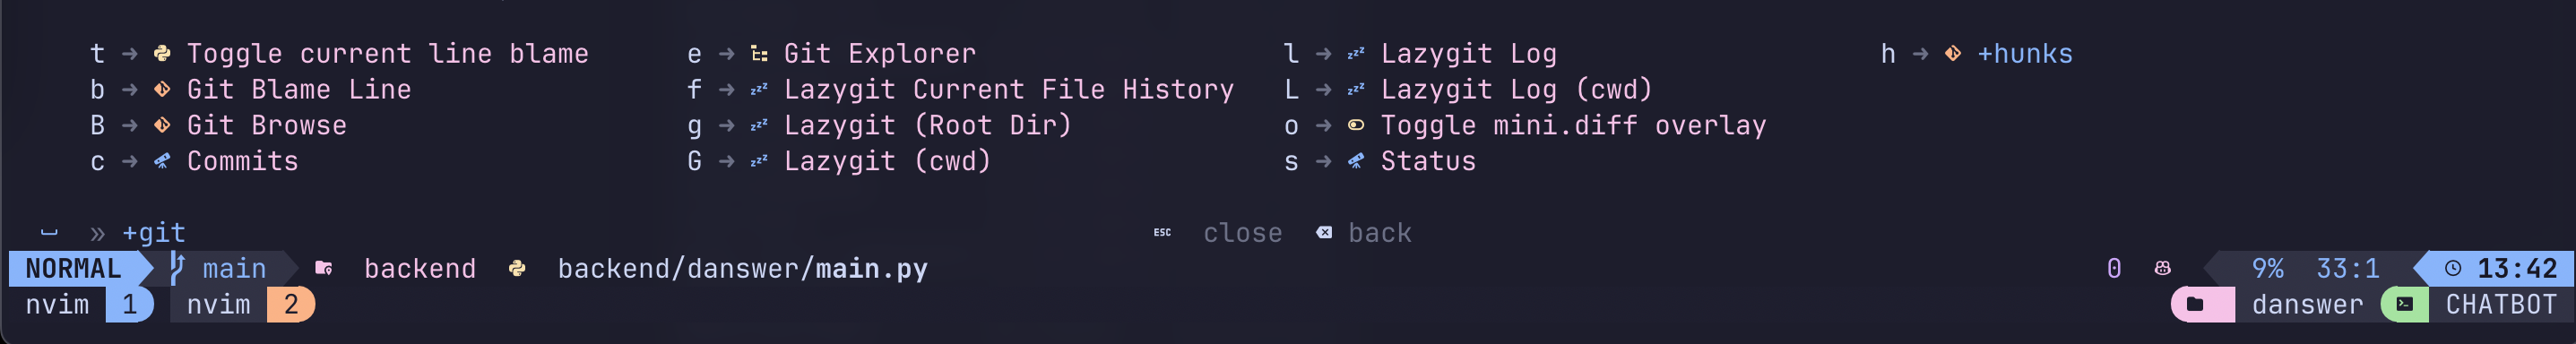 t → Toggle current line blame e → Git Explorer l → Lazygit Log h → +hunks
b → Git Blame Line f → Lazygit Current File History L → Lazygit Log (cwd)
B → Git Browse g → Lazygit (Root Dir) o → Toggle mini.diff overlay
c → Commits G → Lazygit (cwd) s → Status
» +git ESC close back
NORMAL main backend backend/danswer/main.py 0 9% 33:1 13:42
nvim 1 nvim 2 danswer CHATBOT